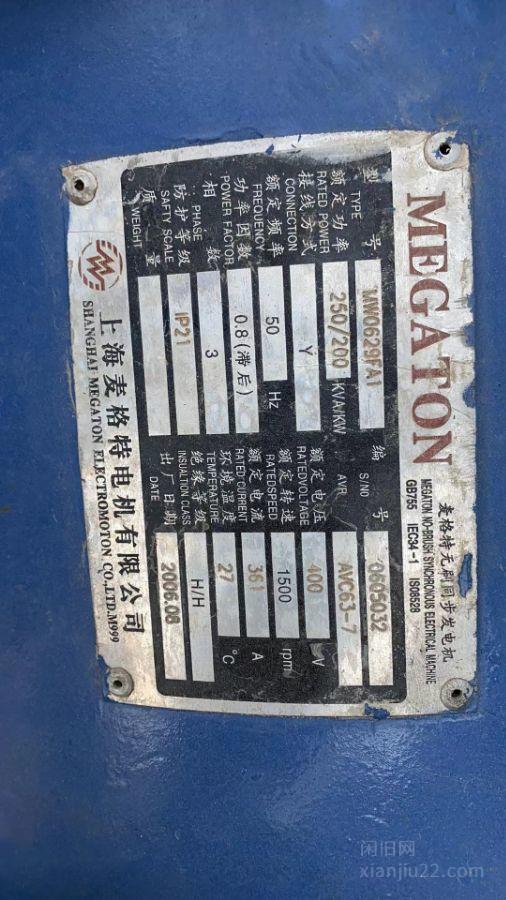 MEGATON
麦格特无刷同步发电机
MEGATON NO-BRUSH SYNCHRONOUS ELECTRICAL MACHINE
GB755 IEC34-1 ISO8528
型号 TYPE MW0629FA1
编号 S/NO 0605032
额定功率 RATED POWER 250/200 KVA/KW
AVR AVC63-7
接线方式 CONNECTION Y
额定电压 RATEDVOLTAGE 400 V
额定频率 FREQUENCY 50 Hz
额定转速 RATEDSPEED 1500 rpm
功率因数 POWER FACTOR 0.8(滞后)
额定电流 RATED CURRENT 361 A
相数 PHASE 3
环境温度 TEMPERATURE 27 °C
防护等级 SAFTY SCALE IP21
绝缘等级 INSUALTION CLASS H/H
质量 WEIGHT
出厂日期 DATE 2006.08
上海麦格特电机有限公司
SHANGHAI MEGATON ELECTROMOTON CO.,LTD.M999
闲旧网
xianjiu22.com